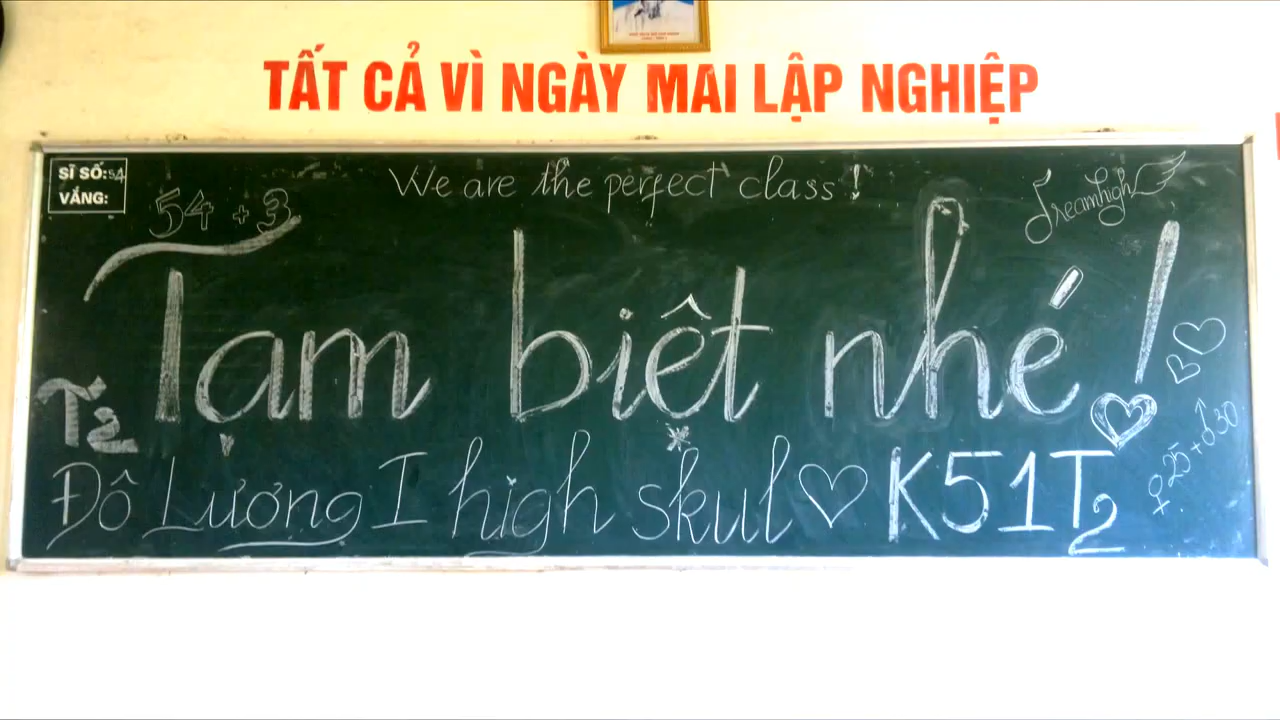 TẤT CẢ VÌ NGÀY MAI LẬP NGHIỆP
SĨ SỐ: 54
VẮNG:
54 + 3
We are the perfect class!
dreamhigh
Tạm biệt nhé!
T2
Đô Lương I high skul ♡ K51T2
♀25 + ♂30